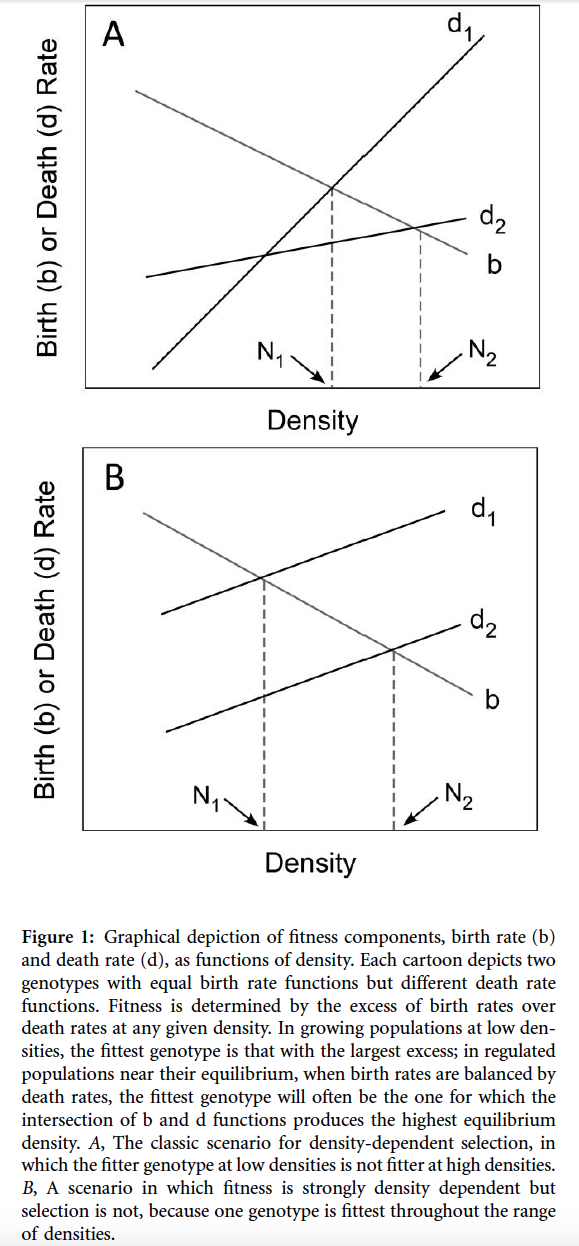 A
d1
d2
b
N1
N2
Birth (b) or Death (d) Rate
Density
B
d1
d2
b
N1
N2
Birth (b) or Death (d) Rate
Density
Figure 1: Graphical depiction of fitness components, birth rate (b)
and death rate (d), as functions of density. Each cartoon depicts two
genotypes with equal birth rate functions but different death rate
functions. Fitness is determined by the excess of birth rates over
death rates at any given density. In growing populations at low den-
sities, the fittest genotype is that with the largest excess; in regulated
populations near their equilibrium, when birth rates are balanced by
death rates, the fittest genotype will often be the one for which the
intersection of b and d functions produces the highest equilibrium
density. A, The classic scenario for density-dependent selection, in
which the fitter genotype at low densities is not fitter at high densities.
B, A scenario in which fitness is strongly density dependent but
selection is not, because one genotype is fittest throughout the range
of densities.